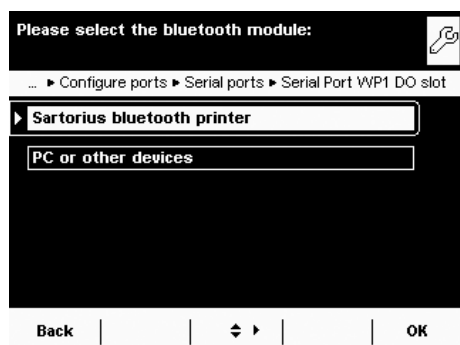 Please select the bluetooth module:
... ▸ Configure ports ▸ Serial ports ▸ Serial Port WP1 DO slot
Sartorius bluetooth printer
PC or other devices
Back OK